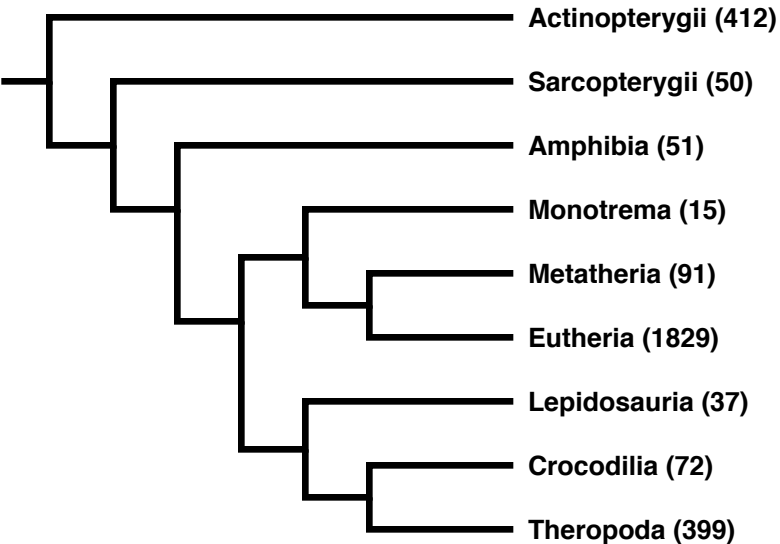 Actinopterygii (412)
Sarcopterygii (50)
Amphibia (51)
Monotrema (15)
Metatheria (91)
Eutheria (1829)
Lepidosauria (37)
Crocodilia (72)
Theropoda (399)